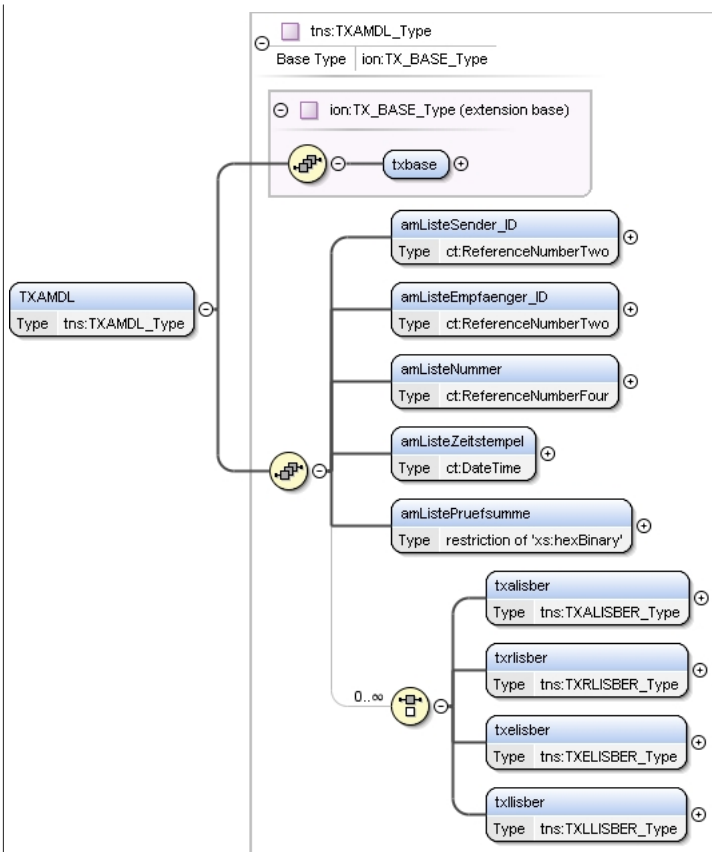 tns:TXAMDL_Type
Base Type ion:TX_BASE_Type
ion:TX_BASE_Type (extension base)
txbase
amListeSender_ID
Type ct:ReferenceNumberTwo
amListeEmpfaenger_ID
Type ct:ReferenceNumberTwo
TXAMDL
Type tns:TXAMDL_Type
amListeNummer
Type ct:ReferenceNumberFour
amListeZeitstempel
Type ct:DateTime
amListePruefsumme
Type restriction of 'xs:hexBinary'
0..∞
txalisber
Type tns:TXALISBER_Type
txrlisber
Type tns:TXRLISBER_Type
txelisber
Type tns:TXELISBER_Type
txllisber
Type tns:TXLLISBER_Type